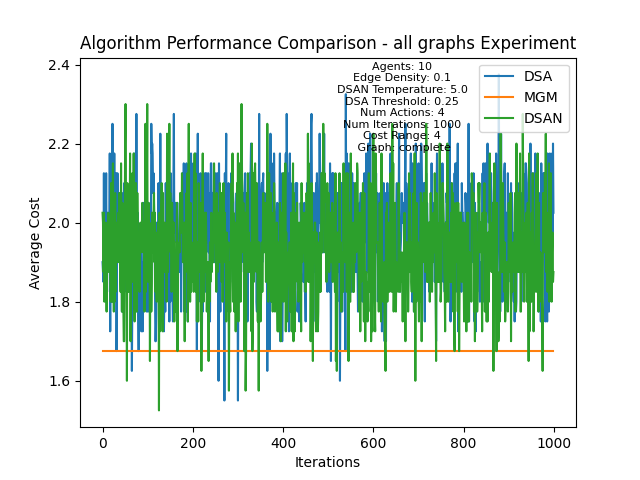 Algorithm Performance Comparison - all graphs Experiment
Agents: 10
Edge Density: 0.1
DSAN Temperature: 5.0
DSA Threshold: 0.25
Num Actions: 4
Num Iterations: 1000
Cost Range: 4
Graph: complete
DSA
MGM
DSAN
Average Cost
2.4
2.2
2.0
1.8
1.6
0
200
400
600
800
1000
Iterations